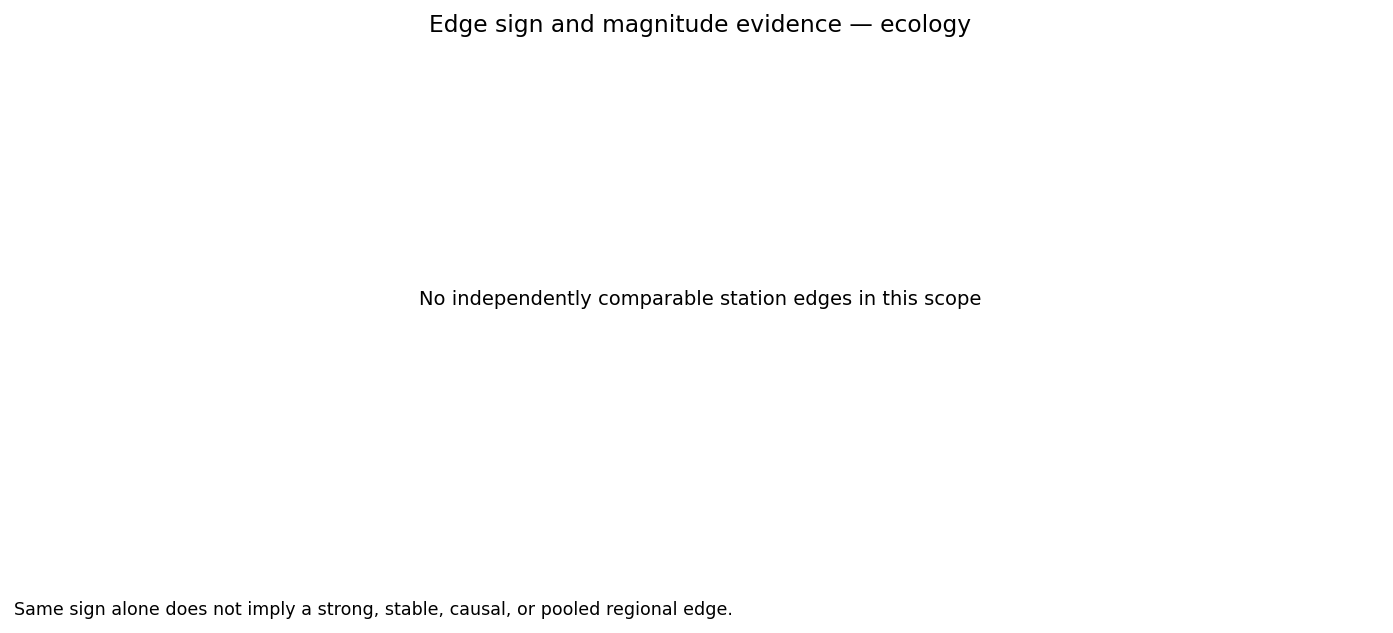 Edge sign and magnitude evidence — ecology
No independently comparable station edges in this scope
Same sign alone does not imply a strong, stable, causal, or pooled regional edge.